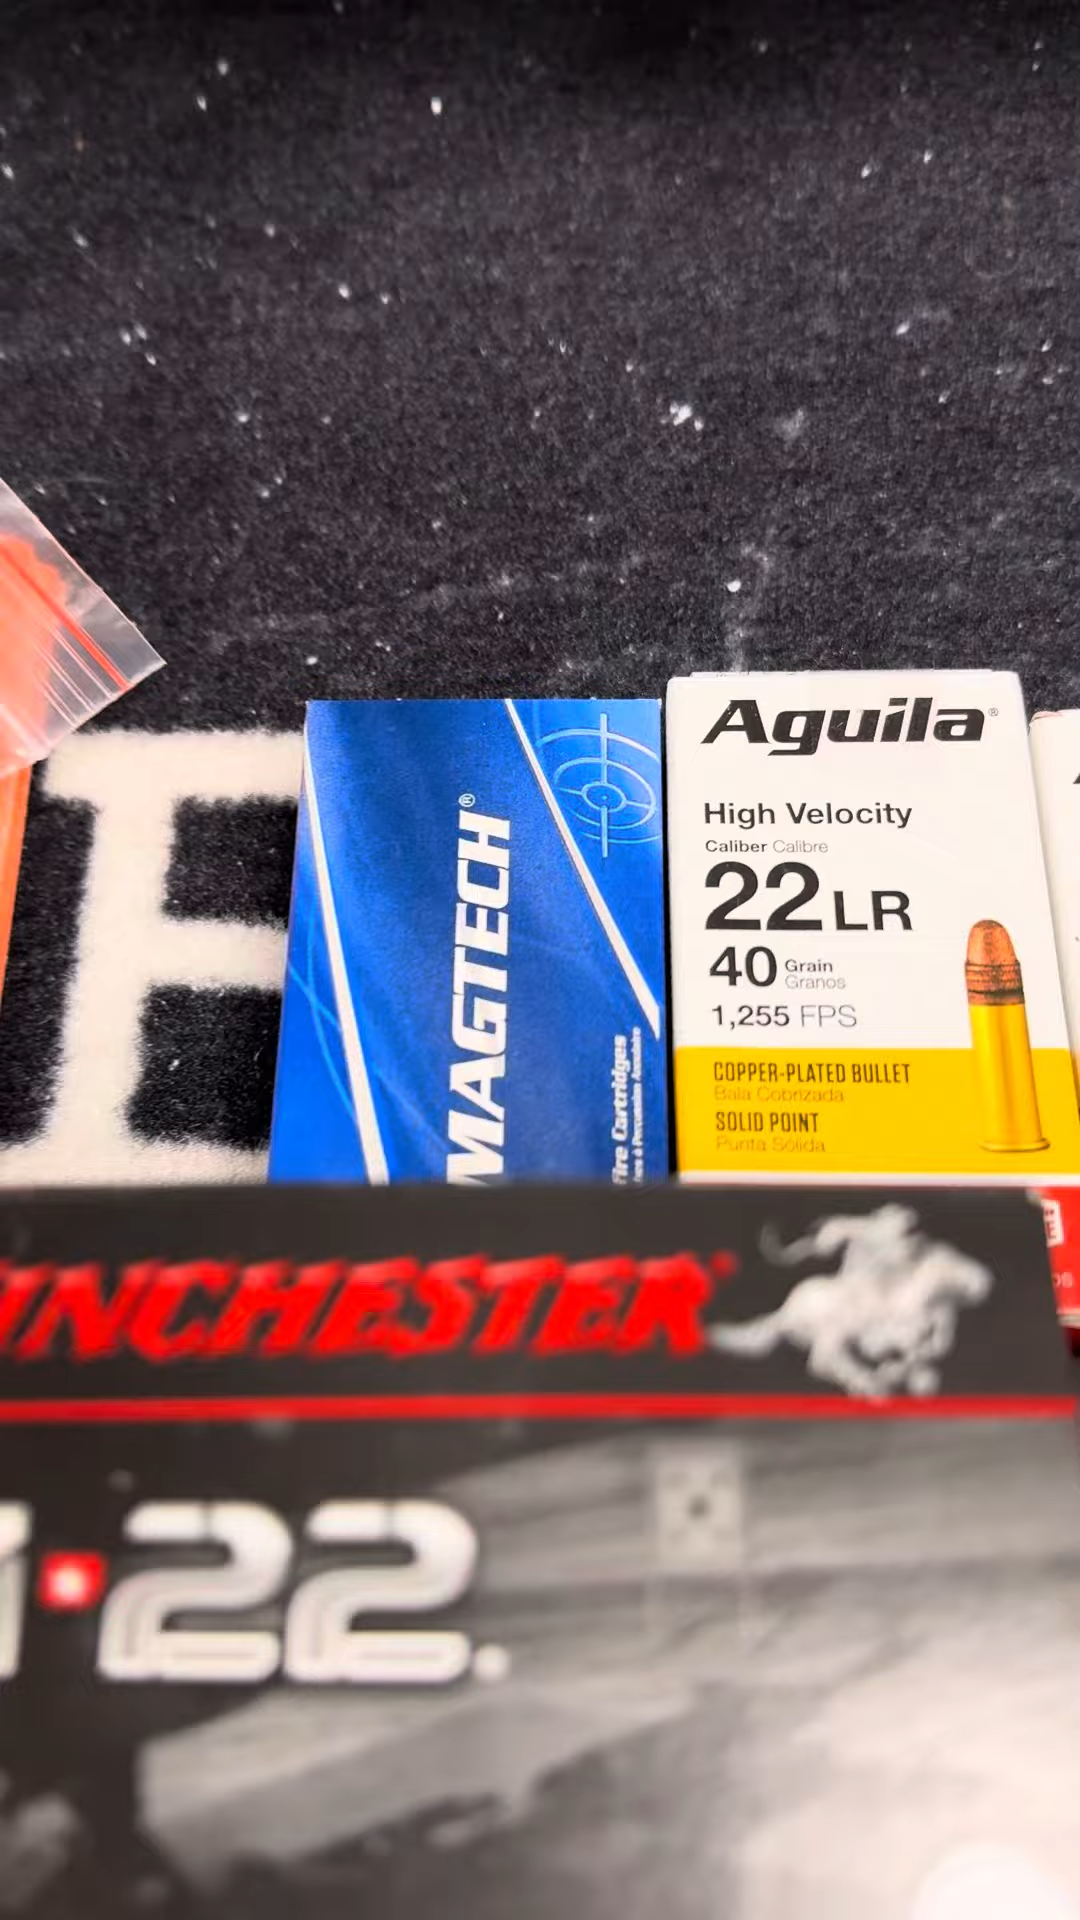 MAGTECH®
Fire Cartridges
Aguila®
High Velocity
Caliber Calibre
22 LR
40 Grain
Granos
1,255 FPS
COPPER-PLATED BULLET
Bala Cobrizada
SOLID POINT
Punta Sólida
INCHESTER
22